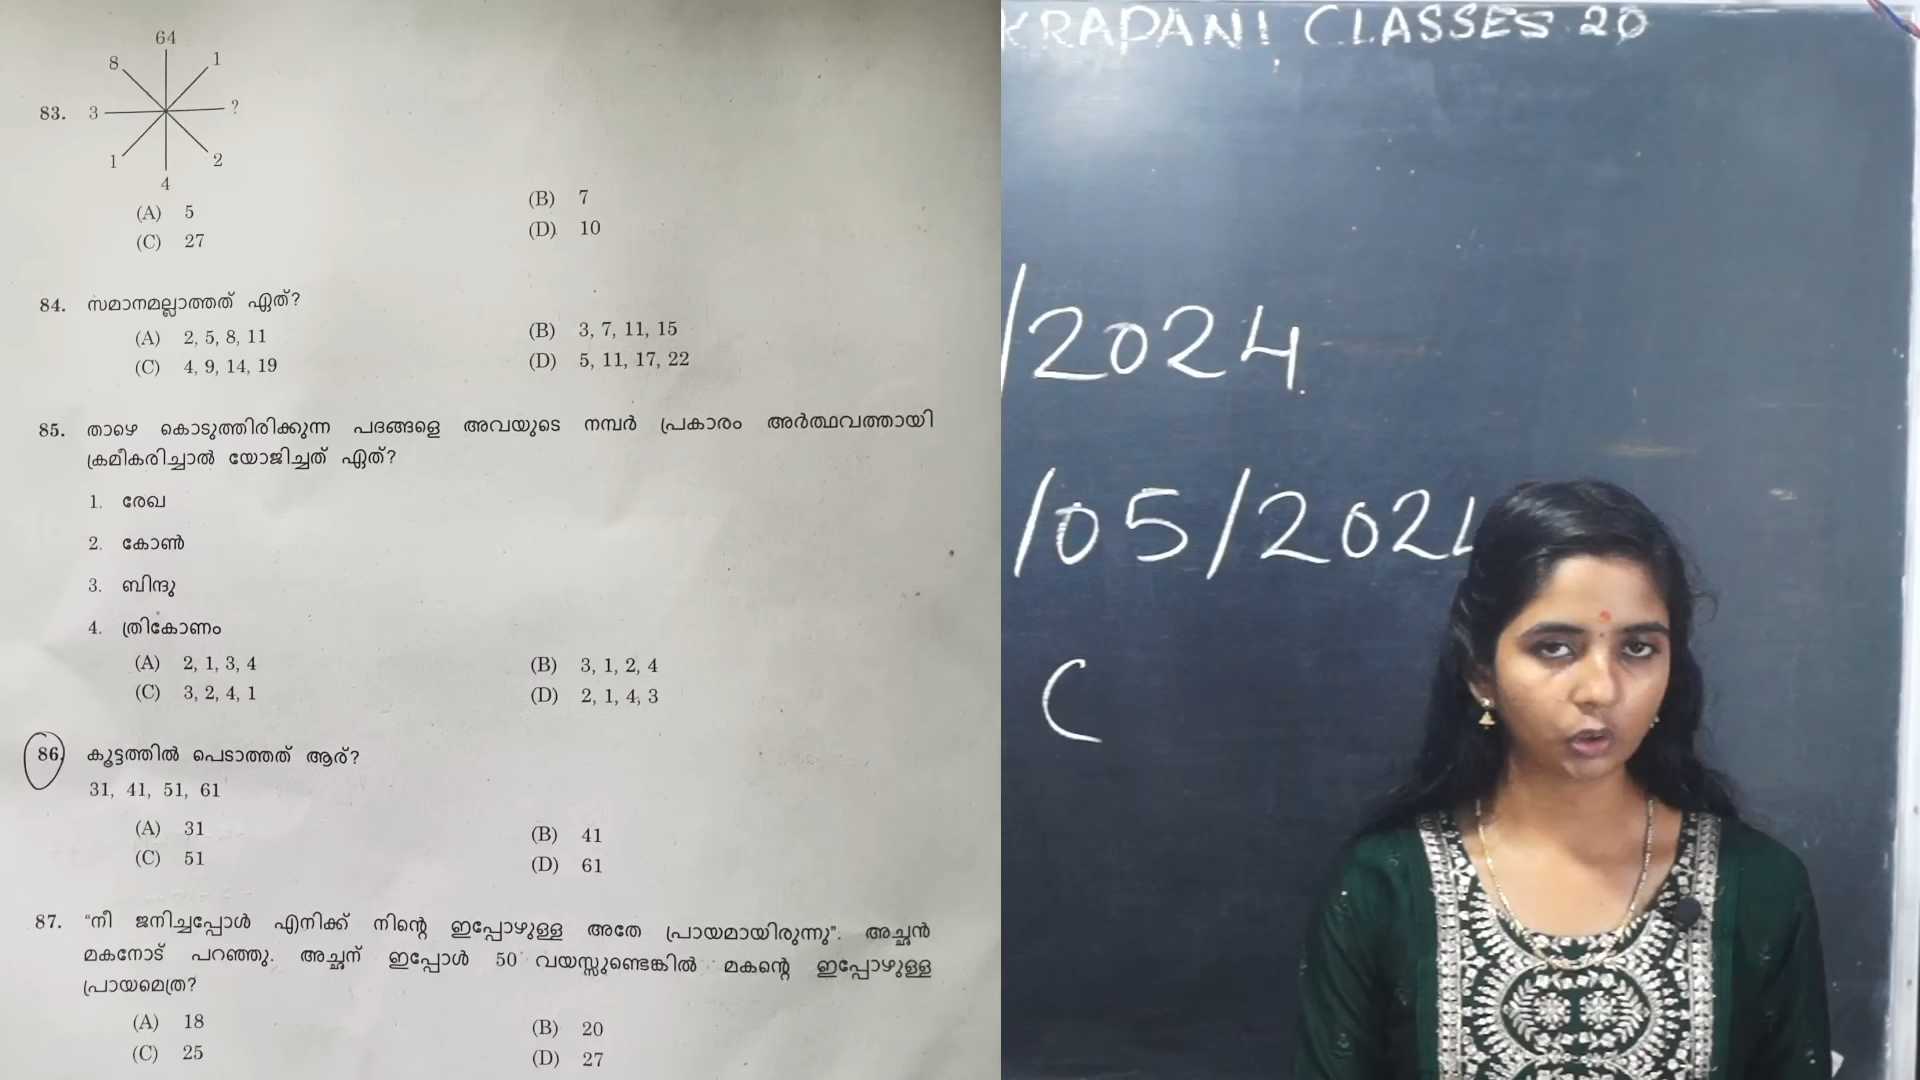 64
8
1
83.
3
?
1
2
4
(A) 5
(B) 7
(C) 27
(D) 10
84. സമാനമല്ലാത്തത് ഏത്?
(A) 2, 5, 8, 11
(B) 3, 7, 11, 15
(C) 4, 9, 14, 19
(D) 5, 11, 17, 22
85. താഴെ കൊടുത്തിരിക്കുന്ന പദങ്ങളെ അവയുടെ നമ്പർ പ്രകാരം അർത്ഥവത്തായി
ക്രമീകരിച്ചാൽ യോജിച്ചത് ഏത്?
1. രേഖ
2. കോൺ
3. ബിന്ദു
4. ത്രികോണം
(A) 2, 1, 3, 4
(B) 3, 1, 2, 4
(C) 3, 2, 4, 1
(D) 2, 1, 4, 3
86. കൂട്ടത്തിൽ പെടാത്തത് ആര്?
31, 41, 51, 61
(A) 31
(B) 41
(C) 51
(D) 61
87. “നീ ജനിച്ചപ്പോൾ എനിക്ക് നിന്റെ ഇപ്പോഴുള്ള അതേ പ്രായമായിരുന്നു”. അച്ഛൻ
മകനോട് പറഞ്ഞു. അച്ഛന് ഇപ്പോൾ 50 വയസ്സുണ്ടെങ്കിൽ മകന്റെ ഇപ്പോഴുള്ള
പ്രായമെത്ര?
(A) 18
(B) 20
(C) 25
(D) 27
KRAPANI CLASSES 20
/2024
/05/202
C